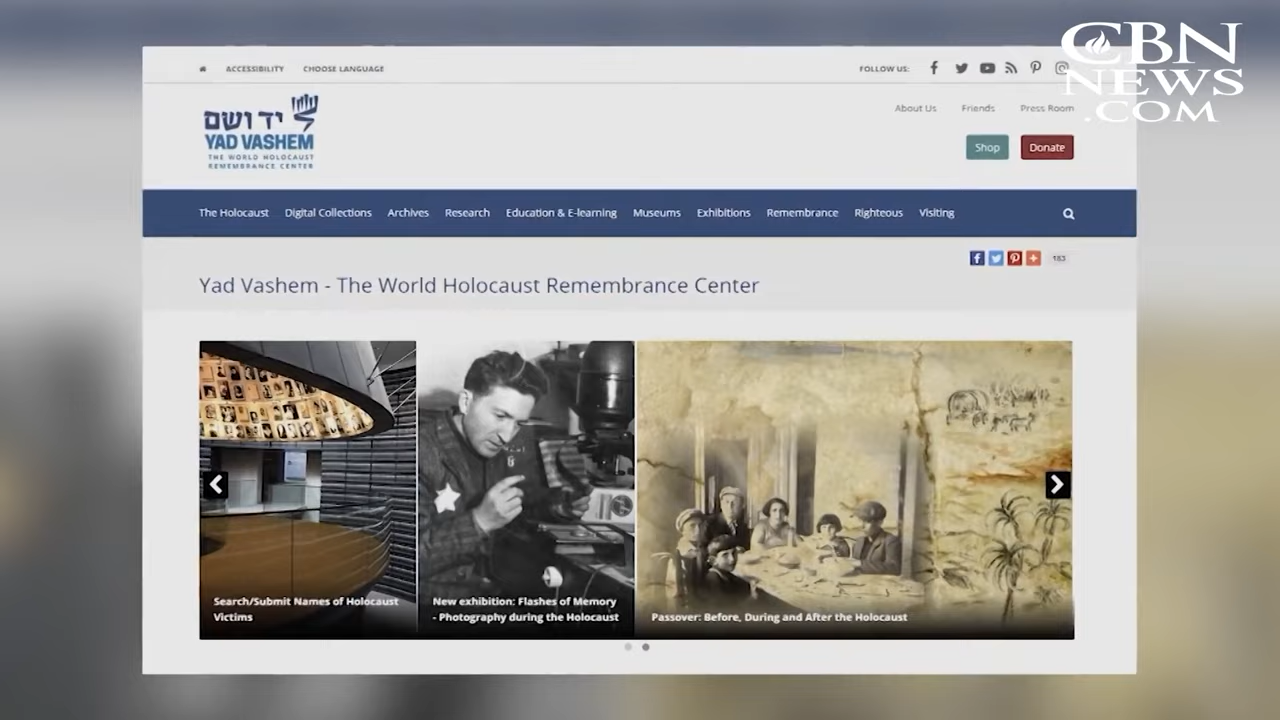 CBN
NEWS
.COM
ACCESSIBILITY CHOOSE LANGUAGE
FOLLOW US:
יד ושם
YAD VASHEM
THE WORLD HOLOCAUST
REMEMBRANCE CENTER
About Us Friends Press Room
Shop Donate
The Holocaust Digital Collections Archives Research Education & E-learning Museums Exhibitions Remembrance Righteous Visiting
183
Yad Vashem - The World Holocaust Remembrance Center
Search/Submit Names of Holocaust
Victims
New exhibition: Flashes of Memory
- Photography during the Holocaust
Passover: Before, During and After the Holocaust